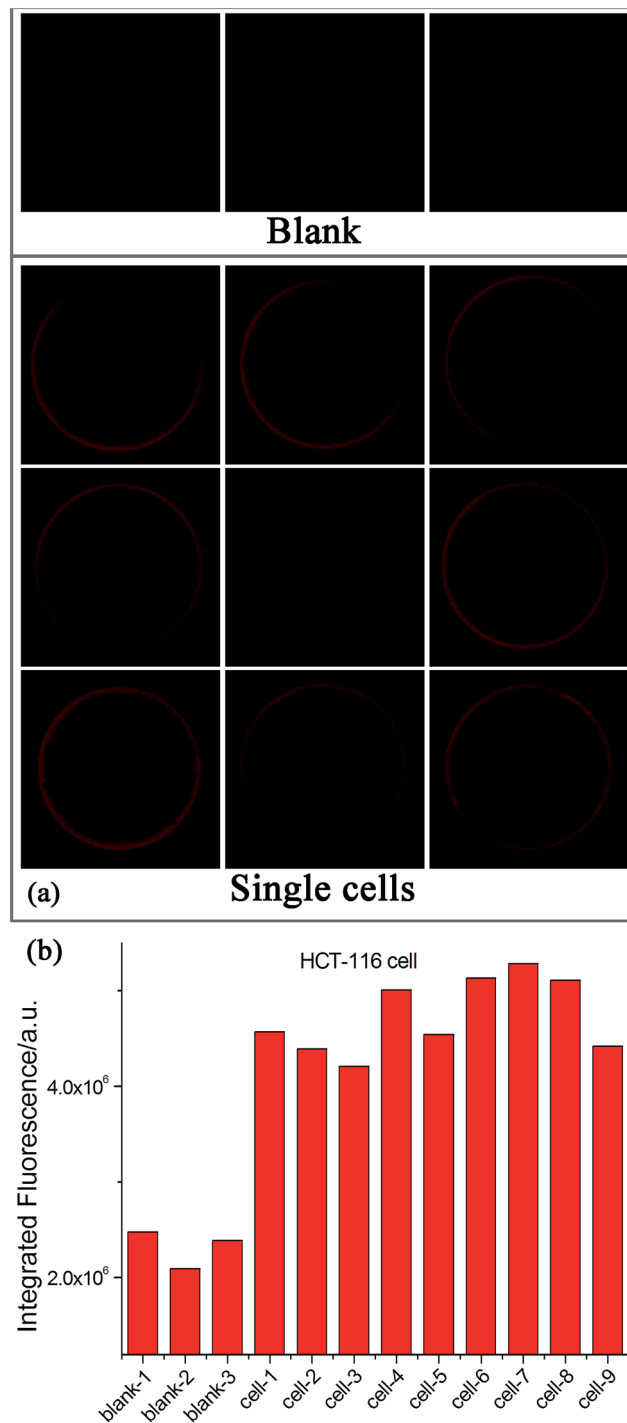 Blank
(a)
Single cells
(b)
HCT-116 cell
Integrated Fluorescence/a.u.
4.0x10⁶
2.0x10⁶
blank-1
blank-2
blank-3
cell-1
cell-2
cell-3
cell-4
cell-5
cell-6
cell-7
cell-8
cell-9